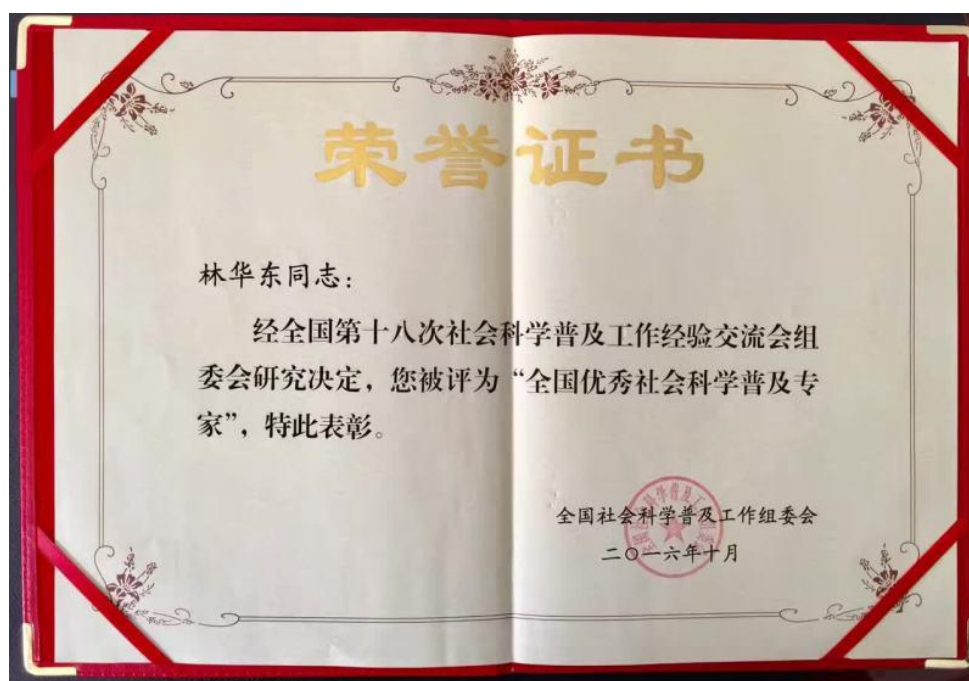 荣誉证书
林华东同志：
经全国第十八次社会科学普及工作经验交流会组
委会研究决定，您被评为“全国优秀社会科学普及专
家”，特此表彰。
全国社会科学普及工作组委会
二〇一六年十月